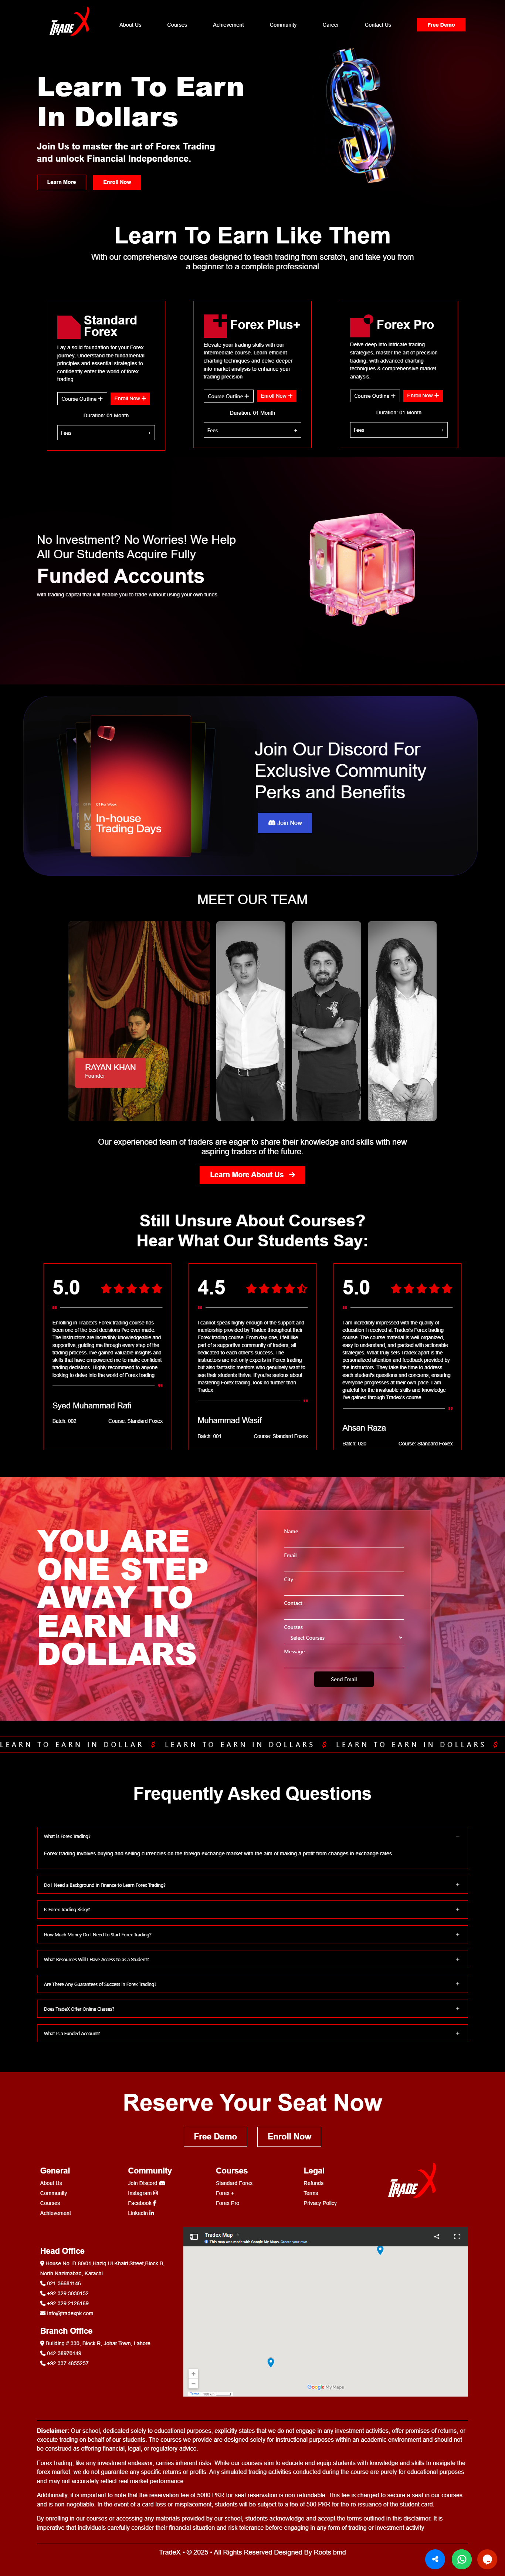 TRADEX
About Us
Courses
Achievement
Community
Career
Contact Us
Free Demo
Learn To Earn
In Dollars
Join Us to master the art of Forex Trading
and unlock Financial Independence.
Learn More
Enroll Now
Learn To Earn Like Them
With our comprehensive courses designed to teach trading from scratch, and take you from
a beginner to a complete professional
Standard
Forex
Lay a solid foundation for your Forex
journey, Understand the fundamental
principles and essential strategies to
confidently enter the world of forex
trading
Course Outline +
Enroll Now +
Duration: 01 Month
Fees +
Forex Plus+
Elevate your trading skills with our
Intermediate course. Learn efficient
charting techniques and delve deeper
into market analysis to enhance your
trading precision
Course Outline +
Enroll Now +
Duration: 01 Month
Fees +
Forex Pro
Delve deep into intricate trading
strategies, master the art of precision
trading, with advanced charting
techniques & comprehensive market
analysis.
Course Outline +
Enroll Now +
Duration: 01 Month
Fees +
No Investment? No Worries! We Help
All Our Students Acquire Fully
Funded Accounts
with trading capital that will enable you to trade without using your own funds
In-house
Trading Days
Join Our Discord For
Exclusive Community
Perks and Benefits
Join Now
MEET OUR TEAM
RAYAN KHAN
Founder
Our experienced team of traders are eager to share their knowledge and skills with new
aspiring traders of the future.
Learn More About Us →
Still Unsure About Courses?
Hear What Our Students Say:
5.0
Enrolling in Tradex's Forex trading course has
been one of the best decisions I've ever made.
The instructors are incredibly knowledgeable and
supportive, guiding me through every step of the
trading process. I've gained valuable insights and
skills that have empowered me to make confident
trading decisions. Highly recommend to anyone
looking to delve into the world of Forex trading
Syed Muhammad Rafi
Batch: 002
Course: Standard Forex
4.5
I cannot speak highly enough of the support and
mentorship provided by Tradex throughout their
Forex trading course. From day one, I felt like
part of a supportive community of traders, all
dedicated to each other's success. The
instructors are not only experts in Forex trading
but also fantastic mentors who genuinely want to
see their students thrive. If you're serious about
mastering Forex trading, look no further than
Tradex
Muhammad Wasif
Batch: 001
Course: Standard Forex
5.0
I am incredibly impressed with the quality of
education I received at Tradex's Forex trading
course. The course material is well-organized,
easy to understand, and packed with actionable
strategies. What truly sets Tradex apart is the
personalized attention and feedback provided by
the instructors. They take the time to address
each student's questions and concerns, ensuring
everyone progresses at their own pace. I am
grateful for the invaluable skills and knowledge
I've gained through Tradex's course
Ahsan Raza
Batch: 020
Course: Standard Forex
YOU ARE
ONE STEP
AWAY TO
EARN IN
DOLLARS
Name
Email
City
Contact
Courses
Select Courses
Message
Send Email
LEARN TO EARN IN DOLLAR $ LEARN TO EARN IN DOLLARS $ LEARN TO EARN IN DOLLARS $
Frequently Asked Questions
What is Forex Trading? −
Forex trading involves buying and selling currencies on the foreign exchange market with the aim of making a profit from changes in exchange rates.
Do I Need a Background in Finance to Learn Forex Trading? +
Is Forex Trading Risky? +
How Much Money Do I Need to Start Forex Trading? +
What Resources Will I Have Access to as a Student? +
Are There Any Guarantees of Success in Forex Trading? +
Does TradeX Offer Online Classes? +
What Is a Funded Account? +
Reserve Your Seat Now
Free Demo
Enroll Now
General
About Us
Community
Courses
Achievement
Community
Join Discord
Instagram
Facebook
Linkedin
Courses
Standard Forex
Forex +
Forex Pro
Legal
Refunds
Terms
Privacy Policy
TRADEX
Head Office
House No. D-80/01,Haziq Ul Khairi Street,Block B,
North Nazimabad, Karachi
021-36681146
+92 329 3030152
+92 329 2126169
Info@tradexpk.com
Branch Office
Building # 330, Block R, Johar Town, Lahore
042-38970149
+92 337 4855257
Tradex Map
This map was made with Google My Maps. Create your own.
+
−
Terms
Google My Maps
Disclaimer: Our school, dedicated solely to educational purposes, explicitly states that we do not engage in any investment activities, offer promises of returns, or
execute trading on behalf of our students. The courses we provide are designed solely for instructional purposes within an academic environment and should not
be construed as offering financial, legal, or regulatory advice.
Forex trading, like any investment endeavor, carries inherent risks. While our courses aim to educate and equip students with knowledge and skills to navigate the
forex market, we do not guarantee any specific returns or profits. Any simulated trading activities conducted during the course are purely for educational purposes
and may not accurately reflect real market performance.
Additionally, it is important to note that the reservation fee of 5000 PKR for seat reservation is non-refundable. This fee is charged to secure a seat in our courses
and is non-negotiable. In the event of a card loss or misplacement, students will be subject to a fee of 500 PKR for the re-issuance of the student card
By enrolling in our courses or accessing any materials provided by our school, students acknowledge and accept the terms outlined in this disclaimer. It is
imperative that individuals carefully consider their financial situation and risk tolerance before engaging in any form of trading or investment activity
TradeX • © 2025 • All Rights Reserved Designed By Roots bmd